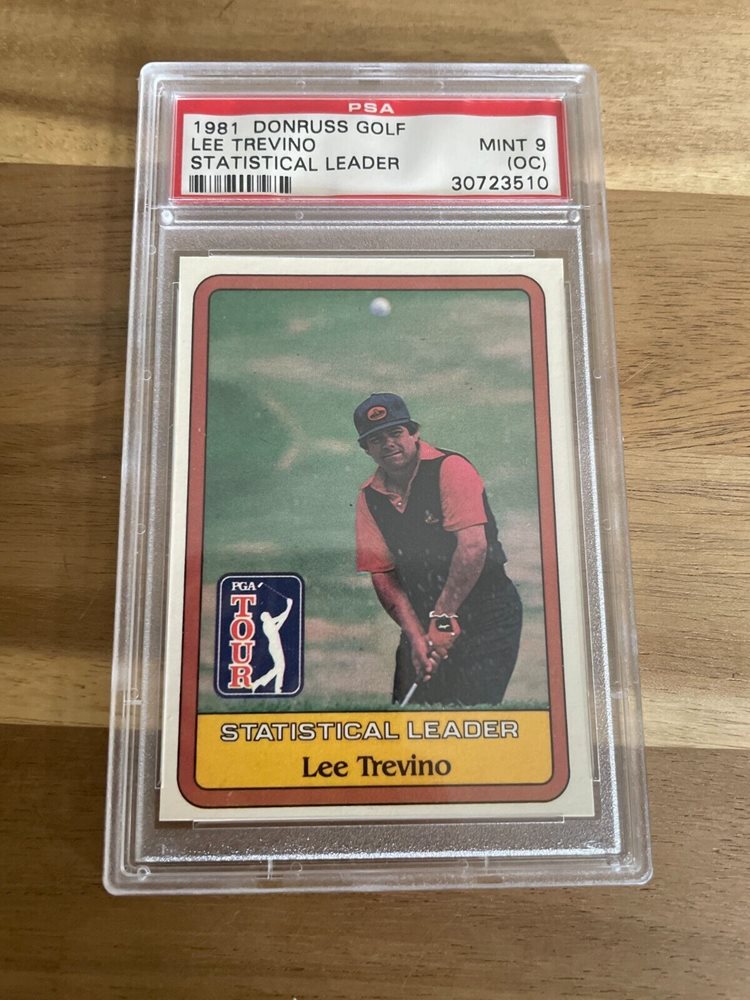 PSA
1981 DONRUSS GOLF
LEE TREVINO MINT 9
STATISTICAL LEADER (OC)
30723510
PGA
TOUR
STATISTICAL LEADER
Lee Trevino